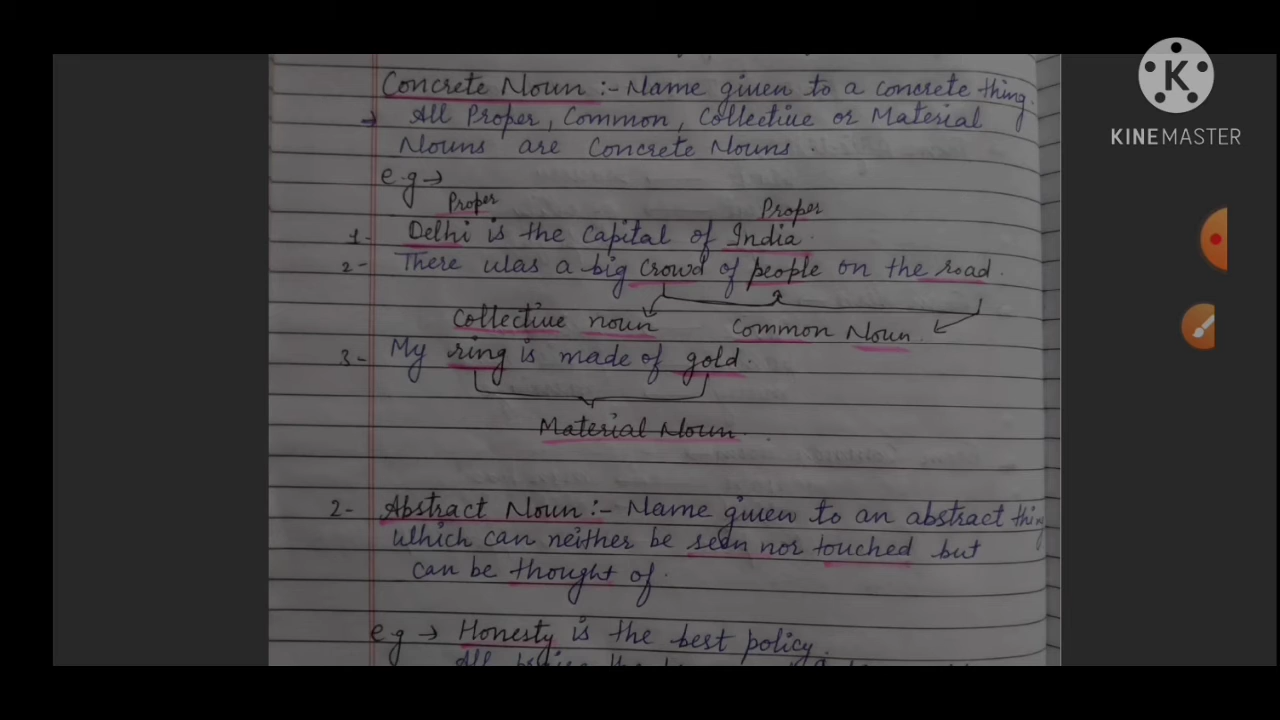 Concrete Noun :- Name given to a concrete thing.
→ All Proper, Common, Collective or Material
Nouns are Concrete Nouns.
e.g →
Proper Proper
1- Delhi is the capital of India.
2- There was a big crowd of people on the road.
Collective noun Common Noun
3- My ring is made of gold.
Material Noun
2- Abstract Noun :- Name given to an abstract thing
which can neither be seen nor touched but
can be thought of.
e.g → Honesty is the best policy.
All
KINEMASTER